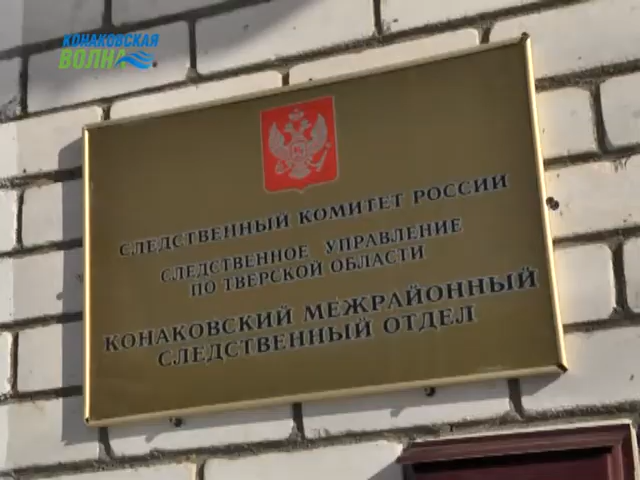 КОНАКОВСКАЯ
ВОЛНА
СЛЕДСТВЕННЫЙ КОМИТЕТ РОССИИ
СЛЕДСТВЕННОЕ УПРАВЛЕНИЕ
ПО ТВЕРСКОЙ ОБЛАСТИ
КОНАКОВСКИЙ МЕЖРАЙОННЫЙ
СЛЕДСТВЕННЫЙ ОТДЕЛ